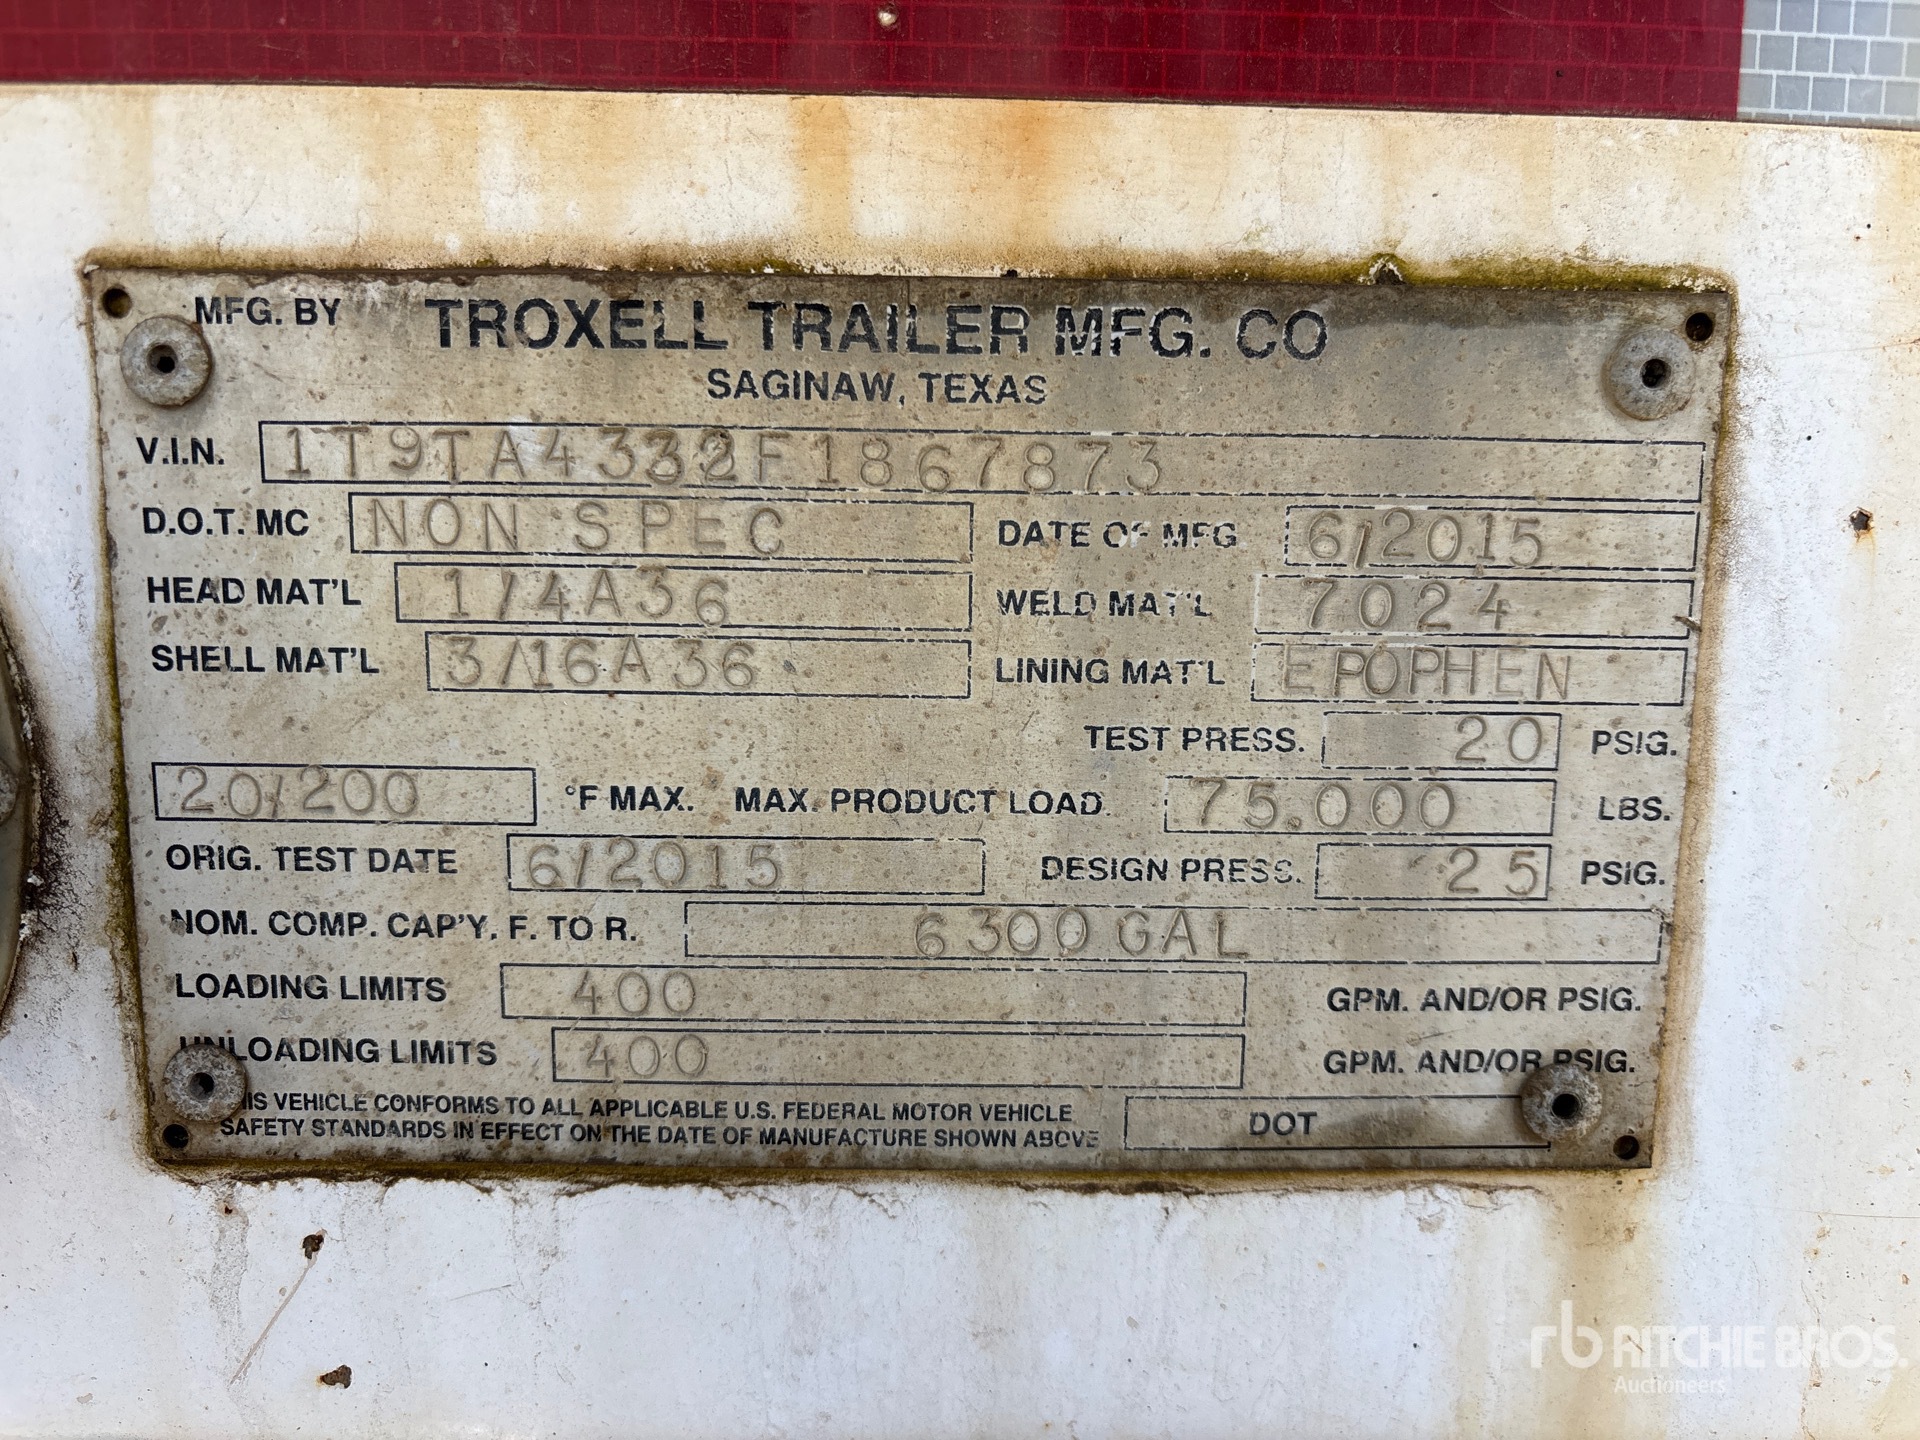 MFG. BY TROXELL TRAILER MFG. CO
SAGINAW, TEXAS
V.I.N. 1T9TA4332F1867873
D.O.T. MC NON SPEC DATE OF MFG. 6/2015
HEAD MAT'L 1/4A36 WELD MAT'L 7024
SHELL MAT'L 3/16A36 LINING MAT'L EPOPHEN
TEST PRESS. 20 PSIG.
20/200 °F MAX. MAX. PRODUCT LOAD. 75.000 LBS.
ORIG. TEST DATE 6/2015 DESIGN PRESS. 25 PSIG.
NOM. COMP. CAP'Y. F. TO R. 6300 GAL
LOADING LIMITS 400 GPM. AND/OR PSIG.
UNLOADING LIMITS 400 GPM. AND/OR PSIG.
THIS VEHICLE CONFORMS TO ALL APPLICABLE U.S. FEDERAL MOTOR VEHICLE
SAFETY STANDARDS IN EFFECT ON THE DATE OF MANUFACTURE SHOWN ABOVE DOT
rb RITCHIE BROS.
Auctioneers